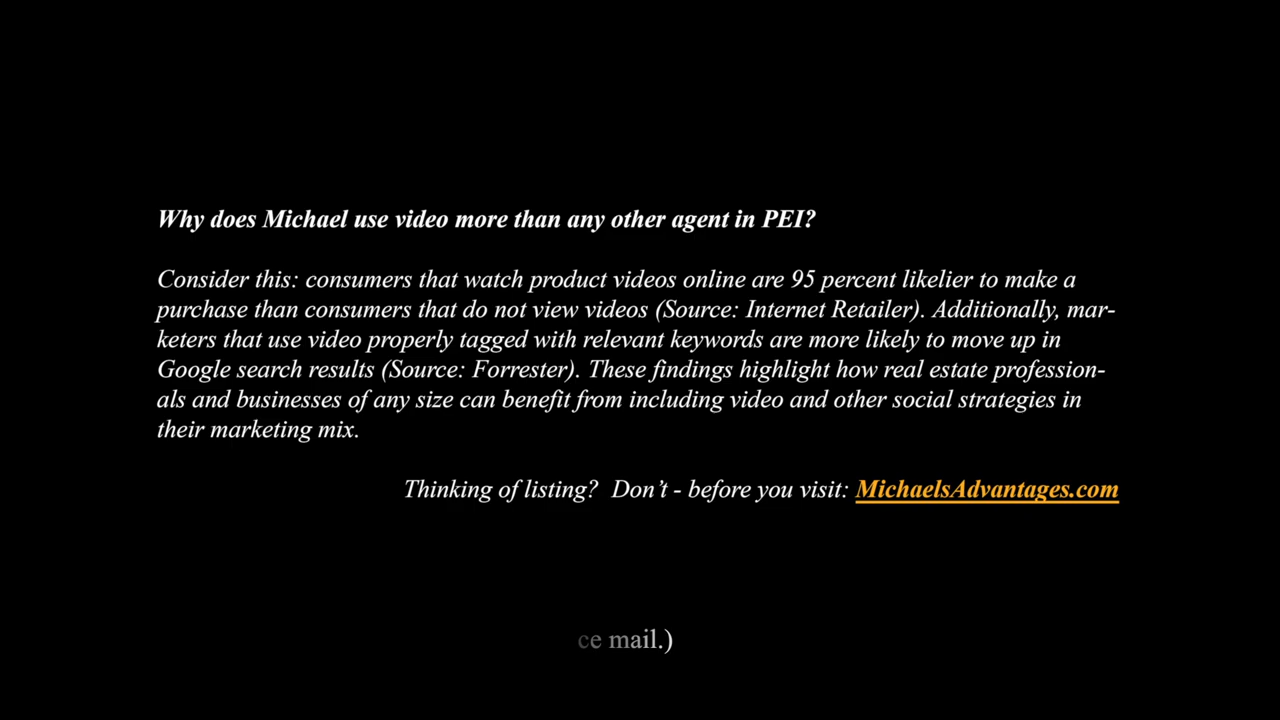 Why does Michael use video more than any other agent in PEI?
Consider this: consumers that watch product videos online are 95 percent likelier to make a
purchase than consumers that do not view videos (Source: Internet Retailer). Additionally, mar-
keters that use video properly tagged with relevant keywords are more likely to move up in
Google search results (Source: Forrester). These findings highlight how real estate profession-
als and businesses of any size can benefit from including video and other social strategies in
their marketing mix.
Thinking of listing?  Don’t - before you visit: MichaelsAdvantages.com
ce mail.)